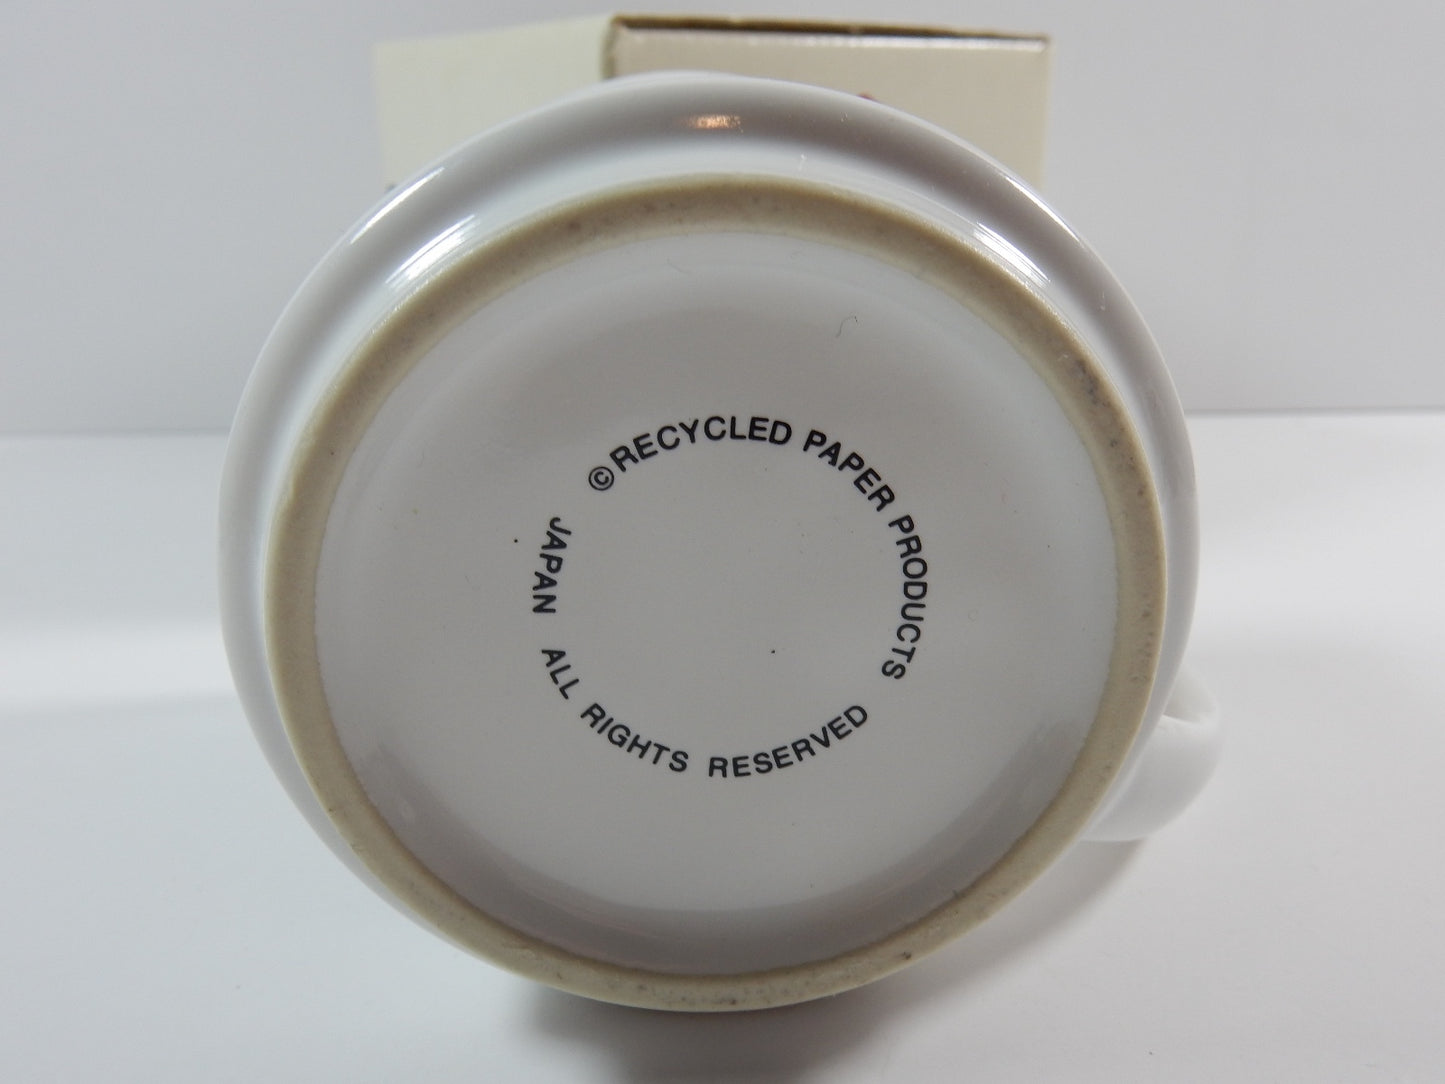 ©RECYCLED PAPER PRODUCTS
JAPAN ALL RIGHTS RESERVED